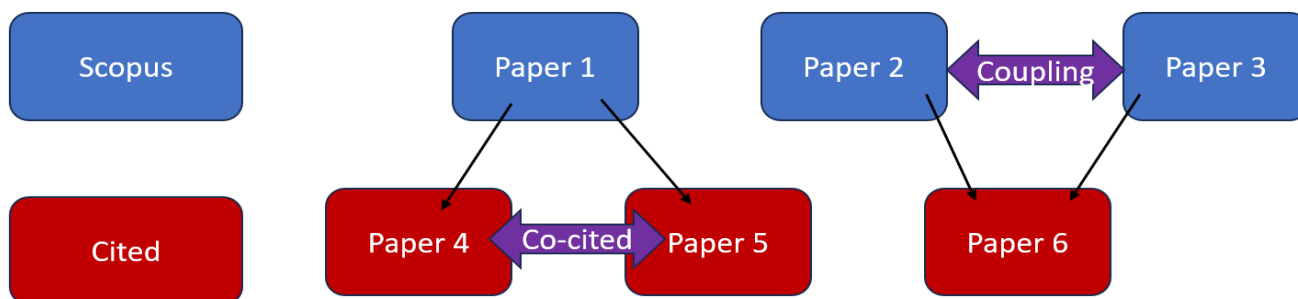 Scopus
Paper 1
Paper 2
Coupling
Paper 3
Cited
Paper 4
Co-cited
Paper 5
Paper 6